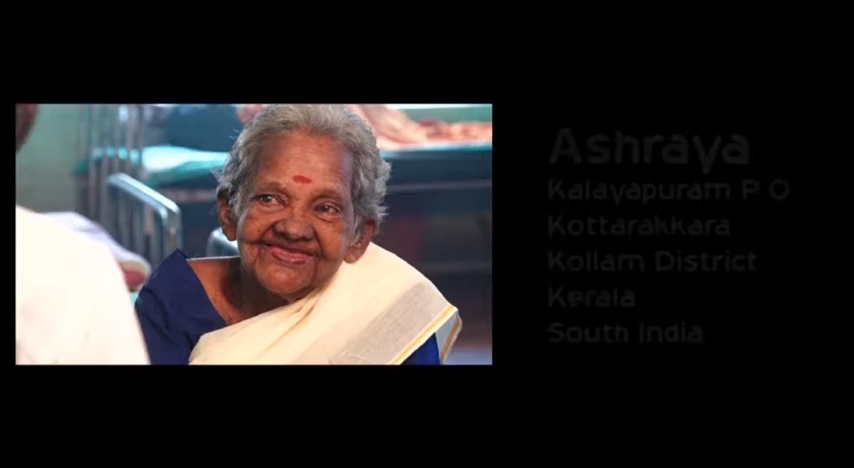 Ashraya
Kalayapuram P O
Kottarakkara
Kollam District
Kerala
South India